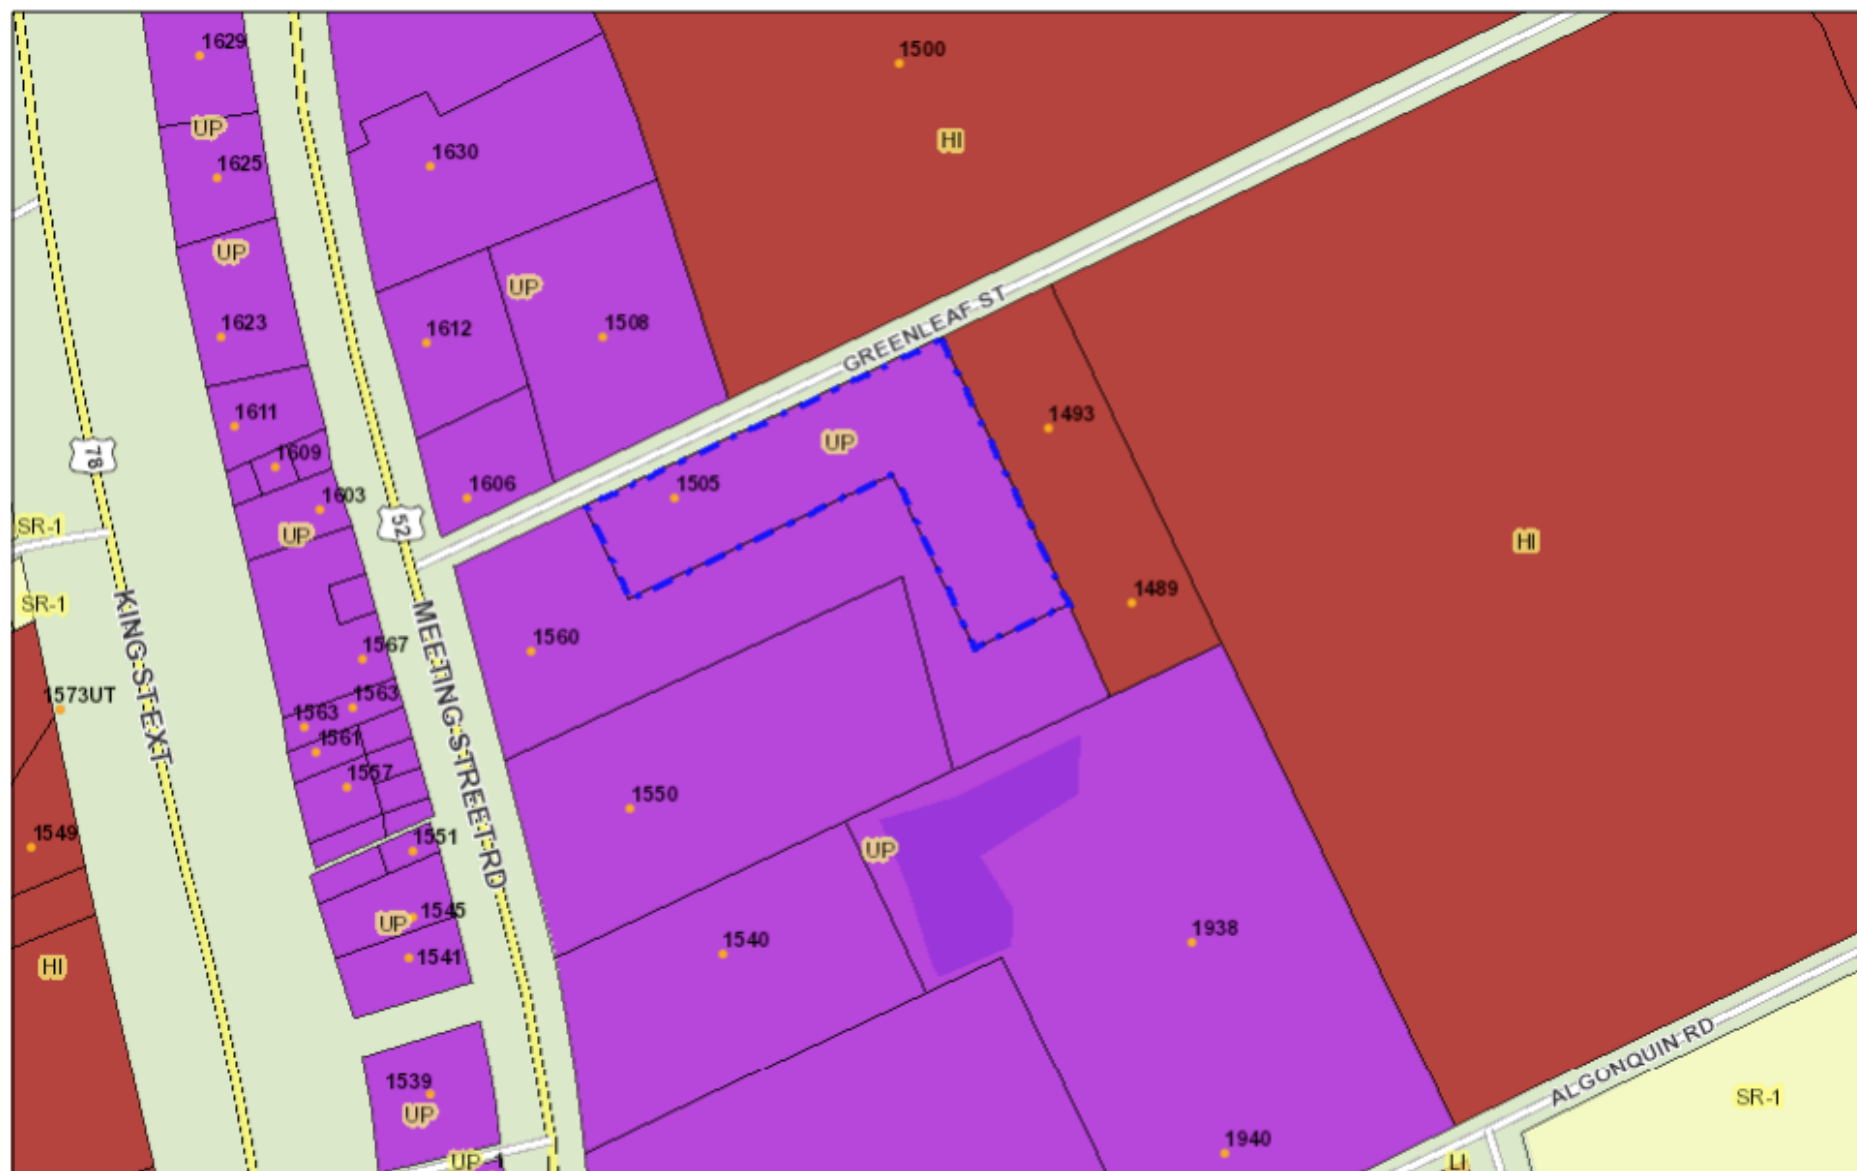 1629
1500
UP
HI
1625
1630
UP
UP
1623
1612
1508
GREENLEAF ST
1611
1493
UP
1609
78
1606
1505
1603
52
SR-1
UP
HI
SR-1
1489
KING ST EXT
MEETING STREET RD
1567
1560
1573UT
1563
1563
1561
1557
1550
1549
1551
UP
UP
1545
1540
1938
1541
HI
ALGONQUIN RD
1539
SR-1
UP
1940
UP
LI